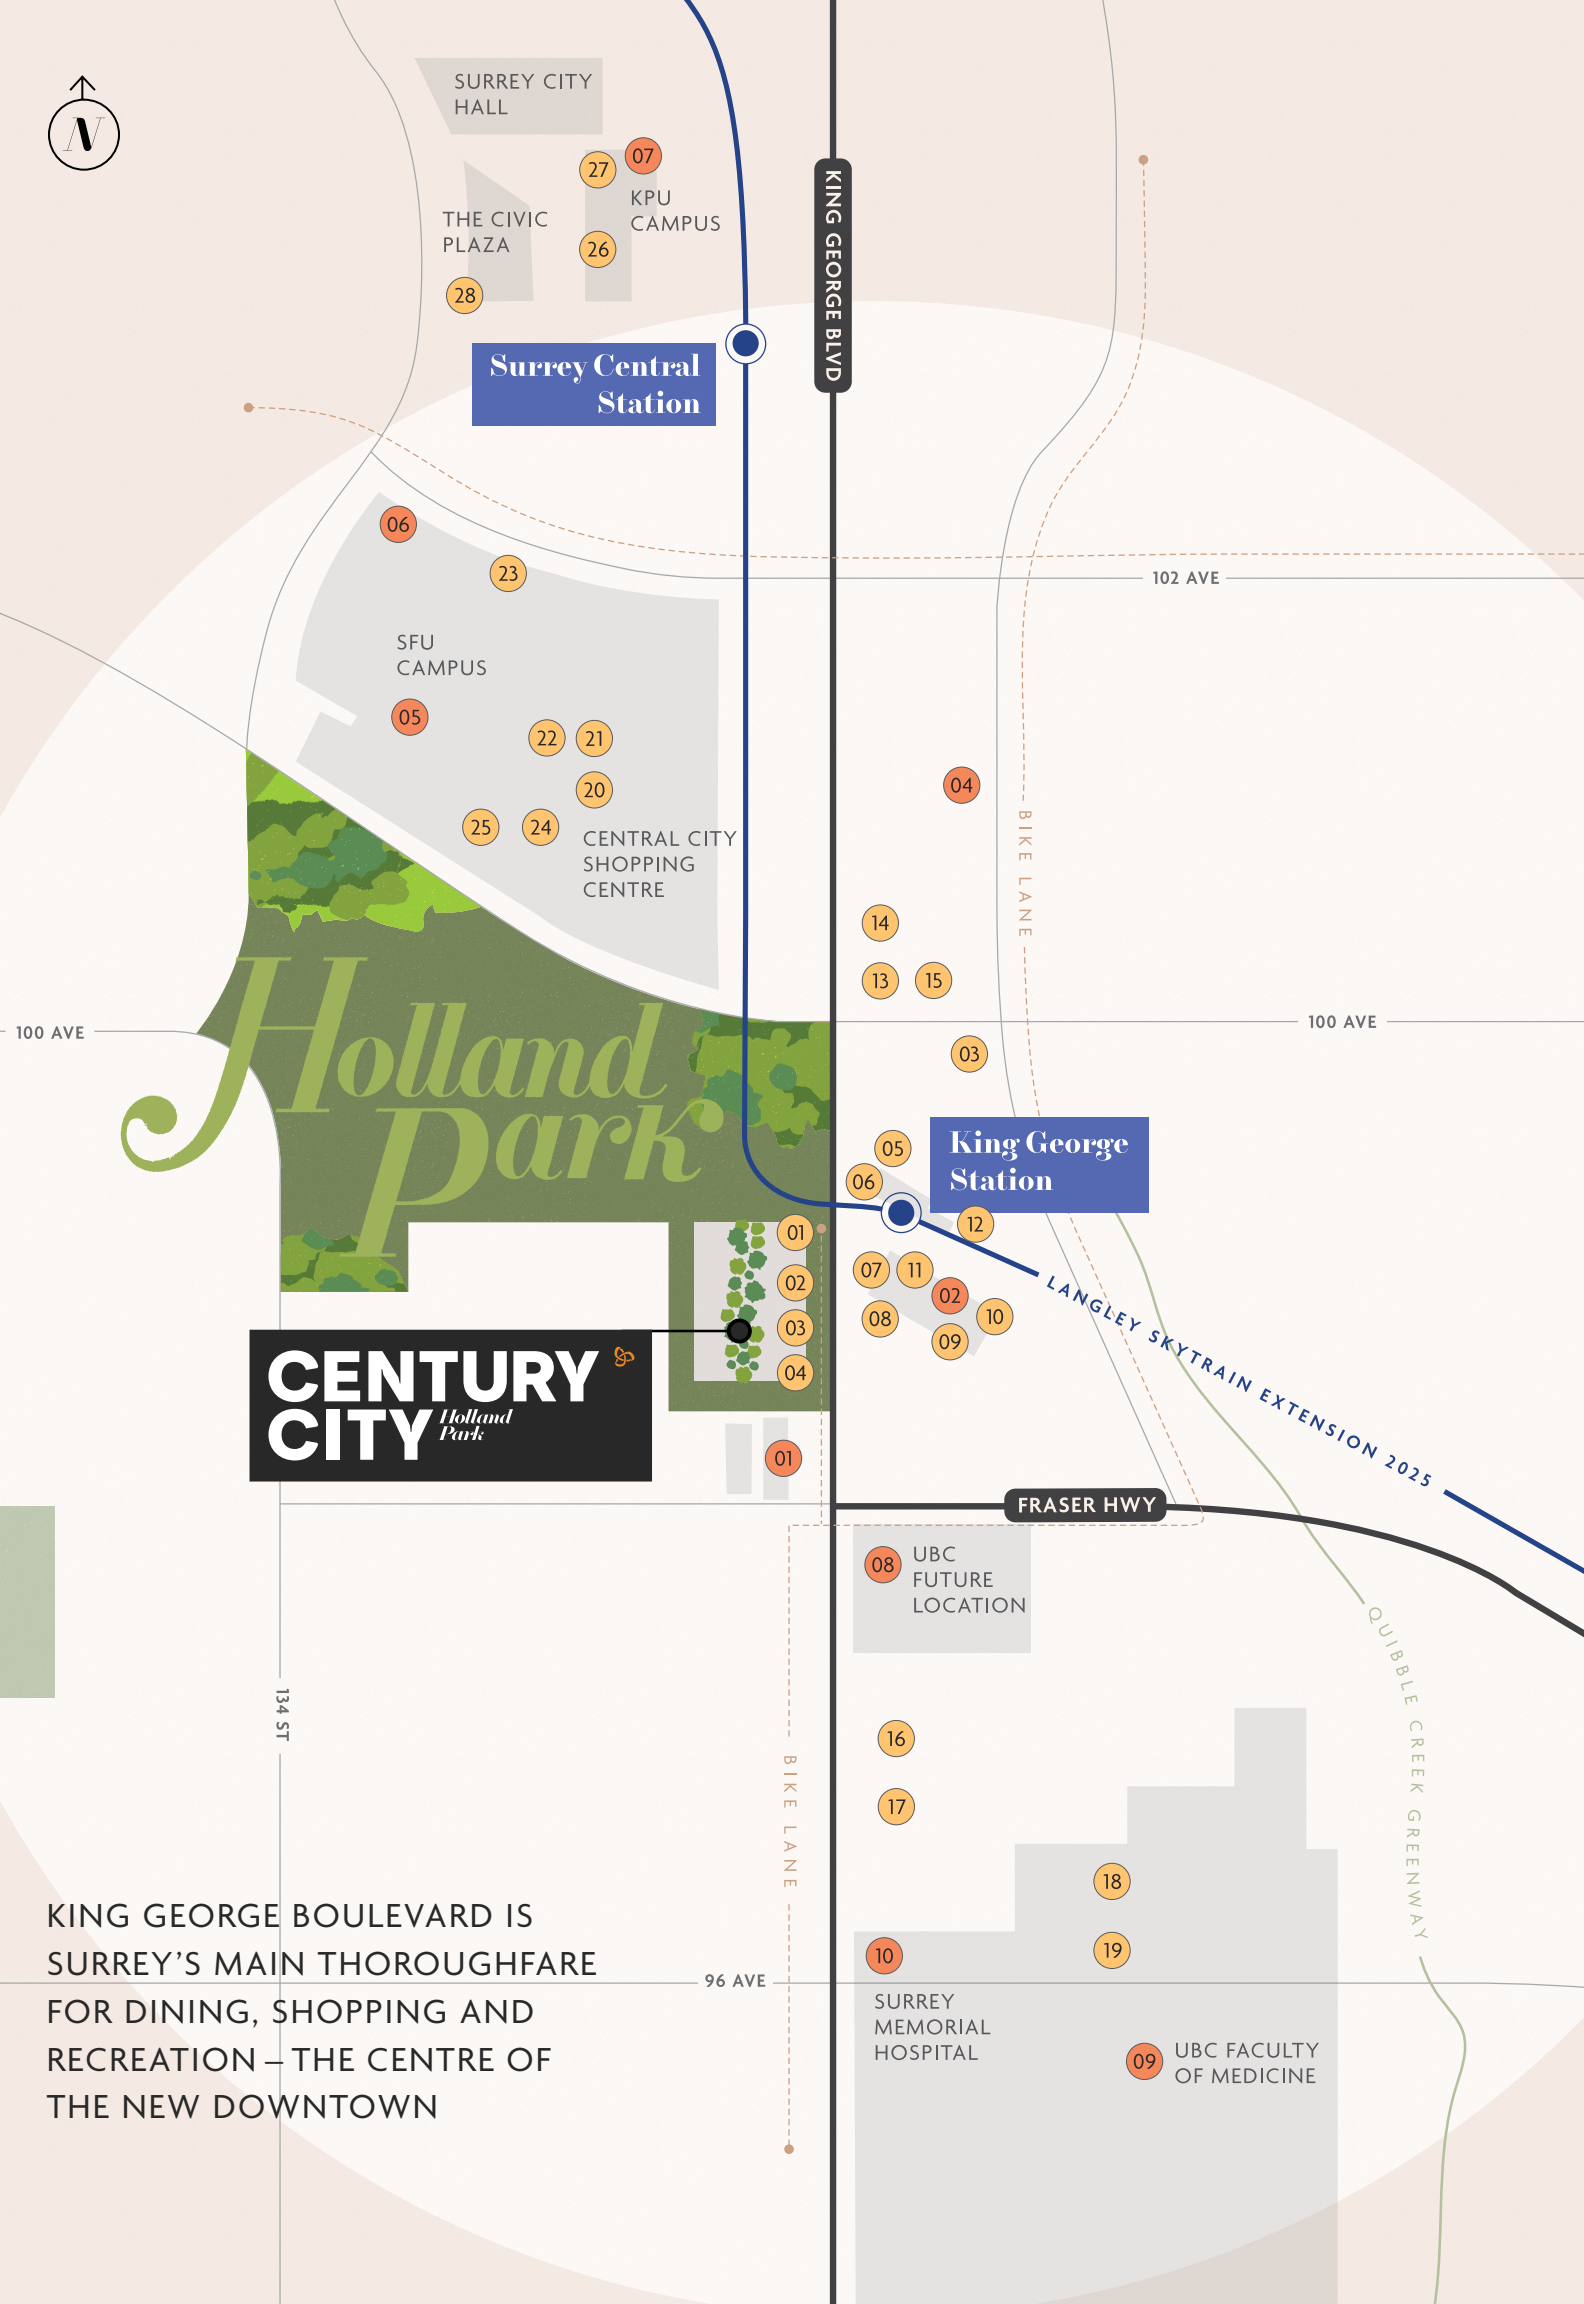 N
SURREY CITY
HALL
27
07
KPU
CAMPUS
THE CIVIC
PLAZA
26
28
KING GEORGE BLVD
Surrey Central
Station
06
23
102 AVE
SFU
CAMPUS
05
22
21
20
25
24
CENTRAL CITY
SHOPPING
CENTRE
04
BIKE LANE
14
13
15
100 AVE
100 AVE
03
Holland
Park
05
06
King George
Station
12
01
02
03
04
07
11
02
08
10
09
LANGLEY SKYTRAIN EXTENSION 2025
CENTURY
CITY
Holland
Park
01
FRASER HWY
08
UBC
FUTURE
LOCATION
QUIBBLE CREEK GREENWAY
134 ST
16
17
BIKE LANE
18
19
10
96 AVE
SURREY
MEMORIAL
HOSPITAL
09
UBC FACULTY
OF MEDICINE
KING GEORGE BOULEVARD IS
SURREY’S MAIN THOROUGHFARE
FOR DINING, SHOPPING AND
RECREATION – THE CENTRE OF
THE NEW DOWNTOWN